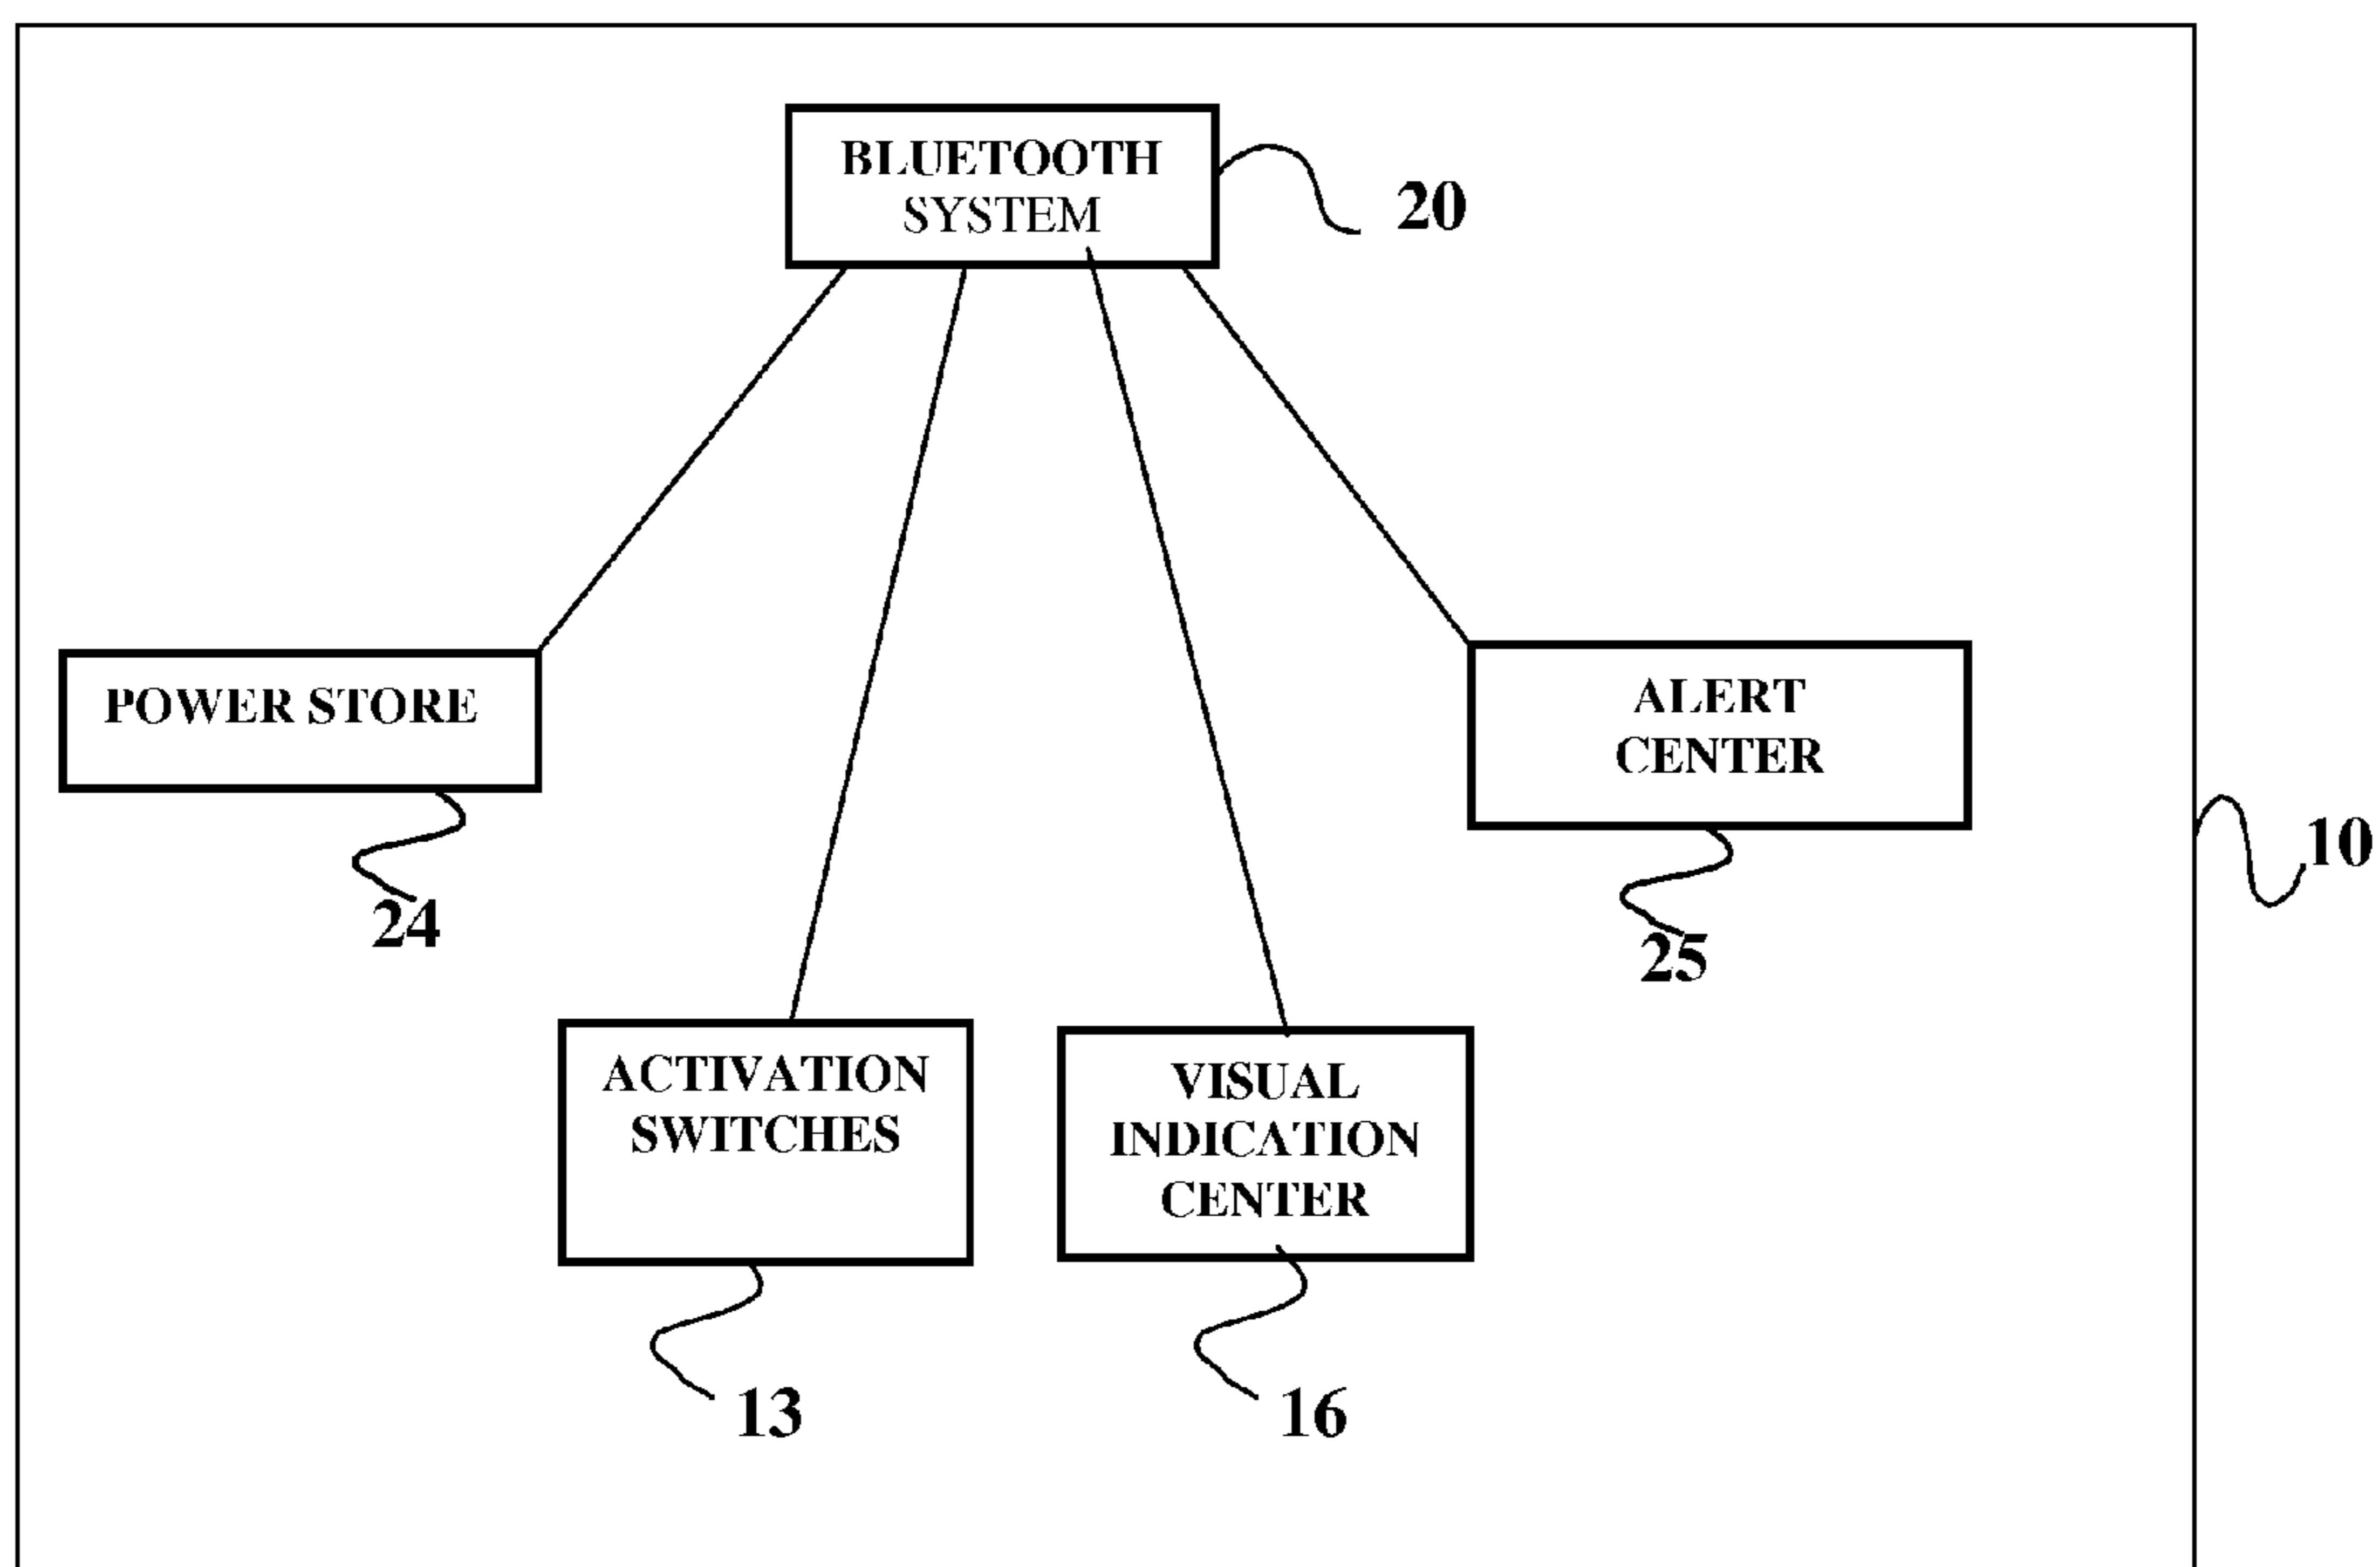 BLUETOOTH
SYSTEM
20
POWER STORE
ALERT
CENTER
10
24
25
ACTIVATION
SWITCHES
VISUAL
INDICATION
CENTER
13
16